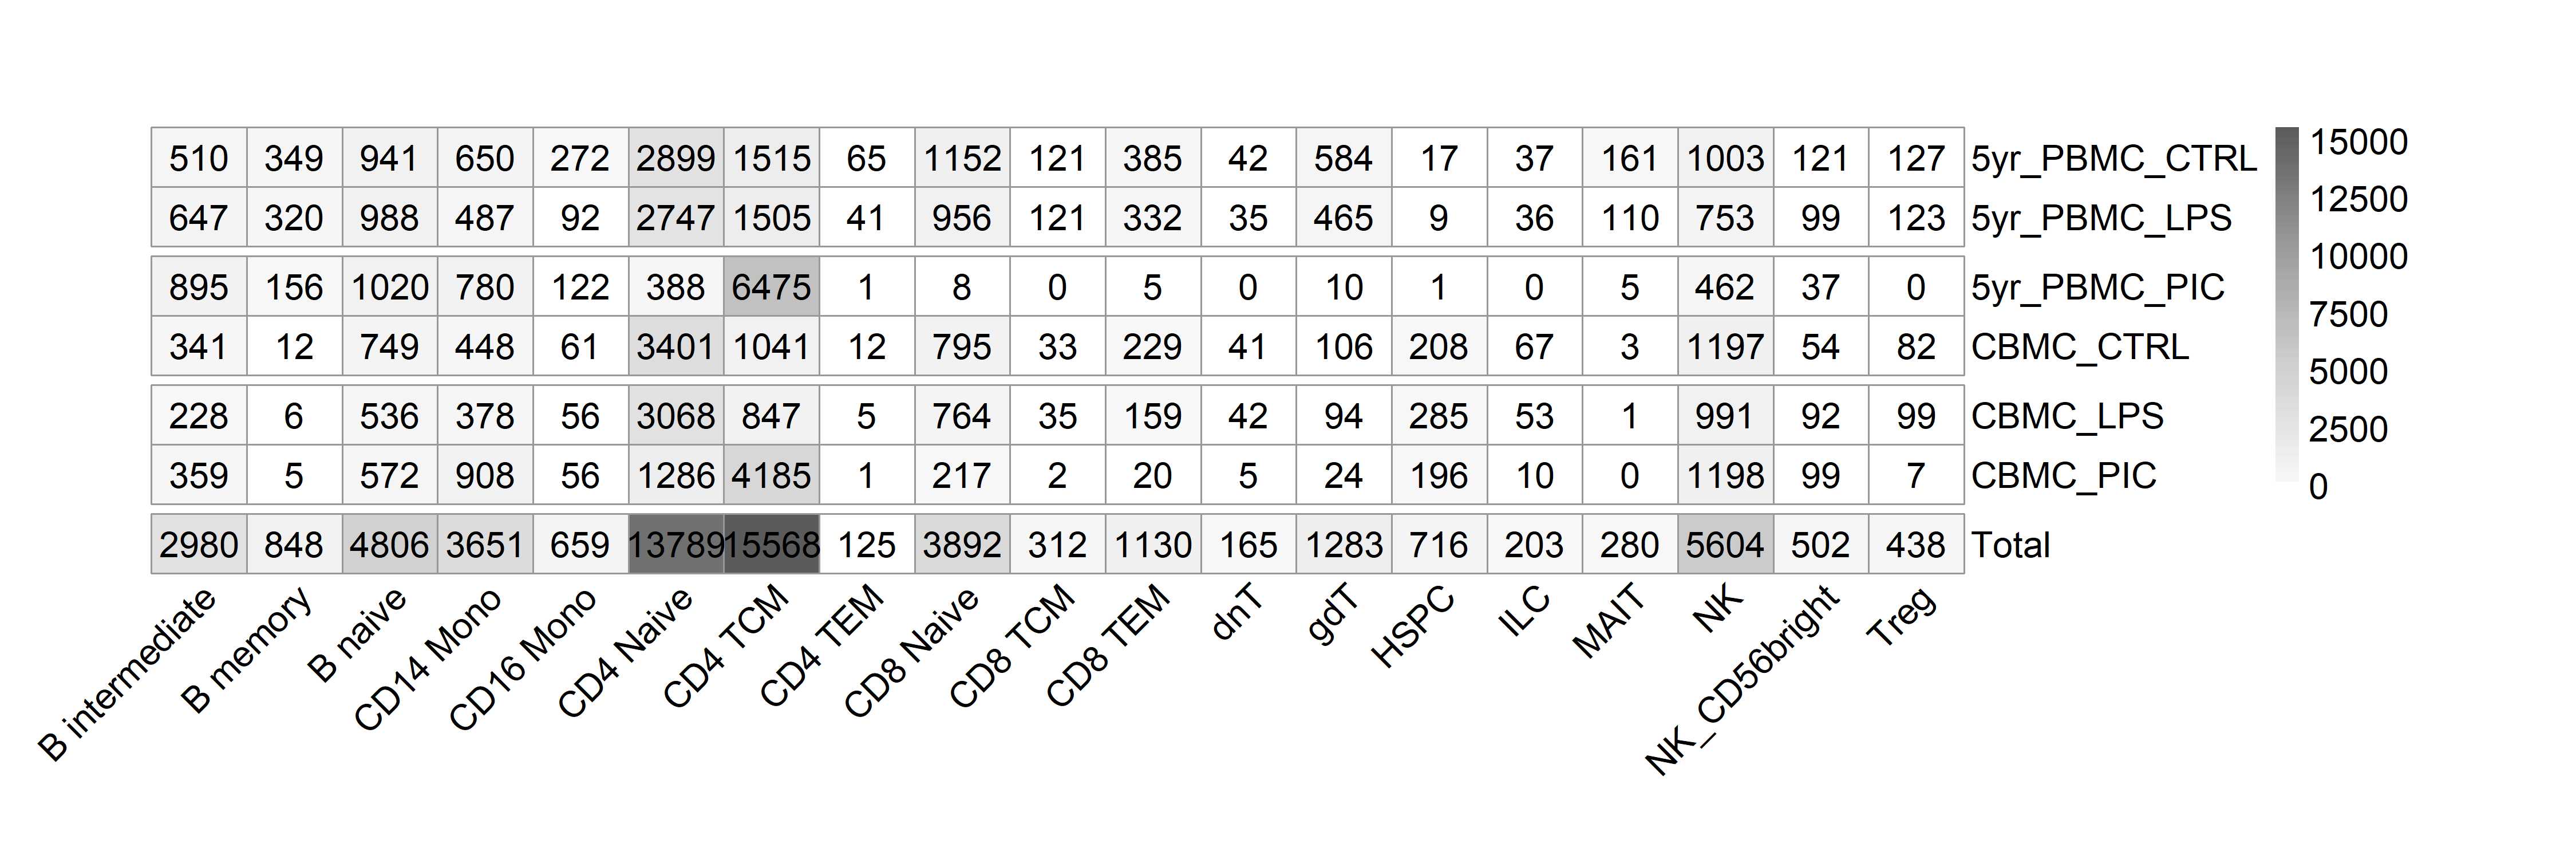 510 349 941 650 272 2899 1515 65 1152 121 385 42 584 17 37 161 1003 121 127 5yr_PBMC_CTRL
647 320 988 487 92 2747 1505 41 956 121 332 35 465 9 36 110 753 99 123 5yr_PBMC_LPS
895 156 1020 780 122 388 6475 1 8 0 5 0 10 1 0 5 462 37 0 5yr_PBMC_PIC
341 12 749 448 61 3401 1041 12 795 33 229 41 106 208 67 3 1197 54 82 CBMC_CTRL
228 6 536 378 56 3068 847 5 764 35 159 42 94 285 53 1 991 92 99 CBMC_LPS
359 5 572 908 56 1286 4185 1 217 2 20 5 24 196 10 0 1198 99 7 CBMC_PIC
2980 848 4806 3651 659 13789 15568 125 3892 312 1130 165 1283 716 203 280 5604 502 438 Total
B intermediate
B memory
B naive
CD14 Mono
CD16 Mono
CD4 Naive
CD4 TCM
CD4 TEM
CD8 Naive
CD8 TCM
CD8 TEM
dnT
gdT
HSPC
ILC
MAIT
NK
NK_CD56bright
Treg
15000
12500
10000
7500
5000
2500
0